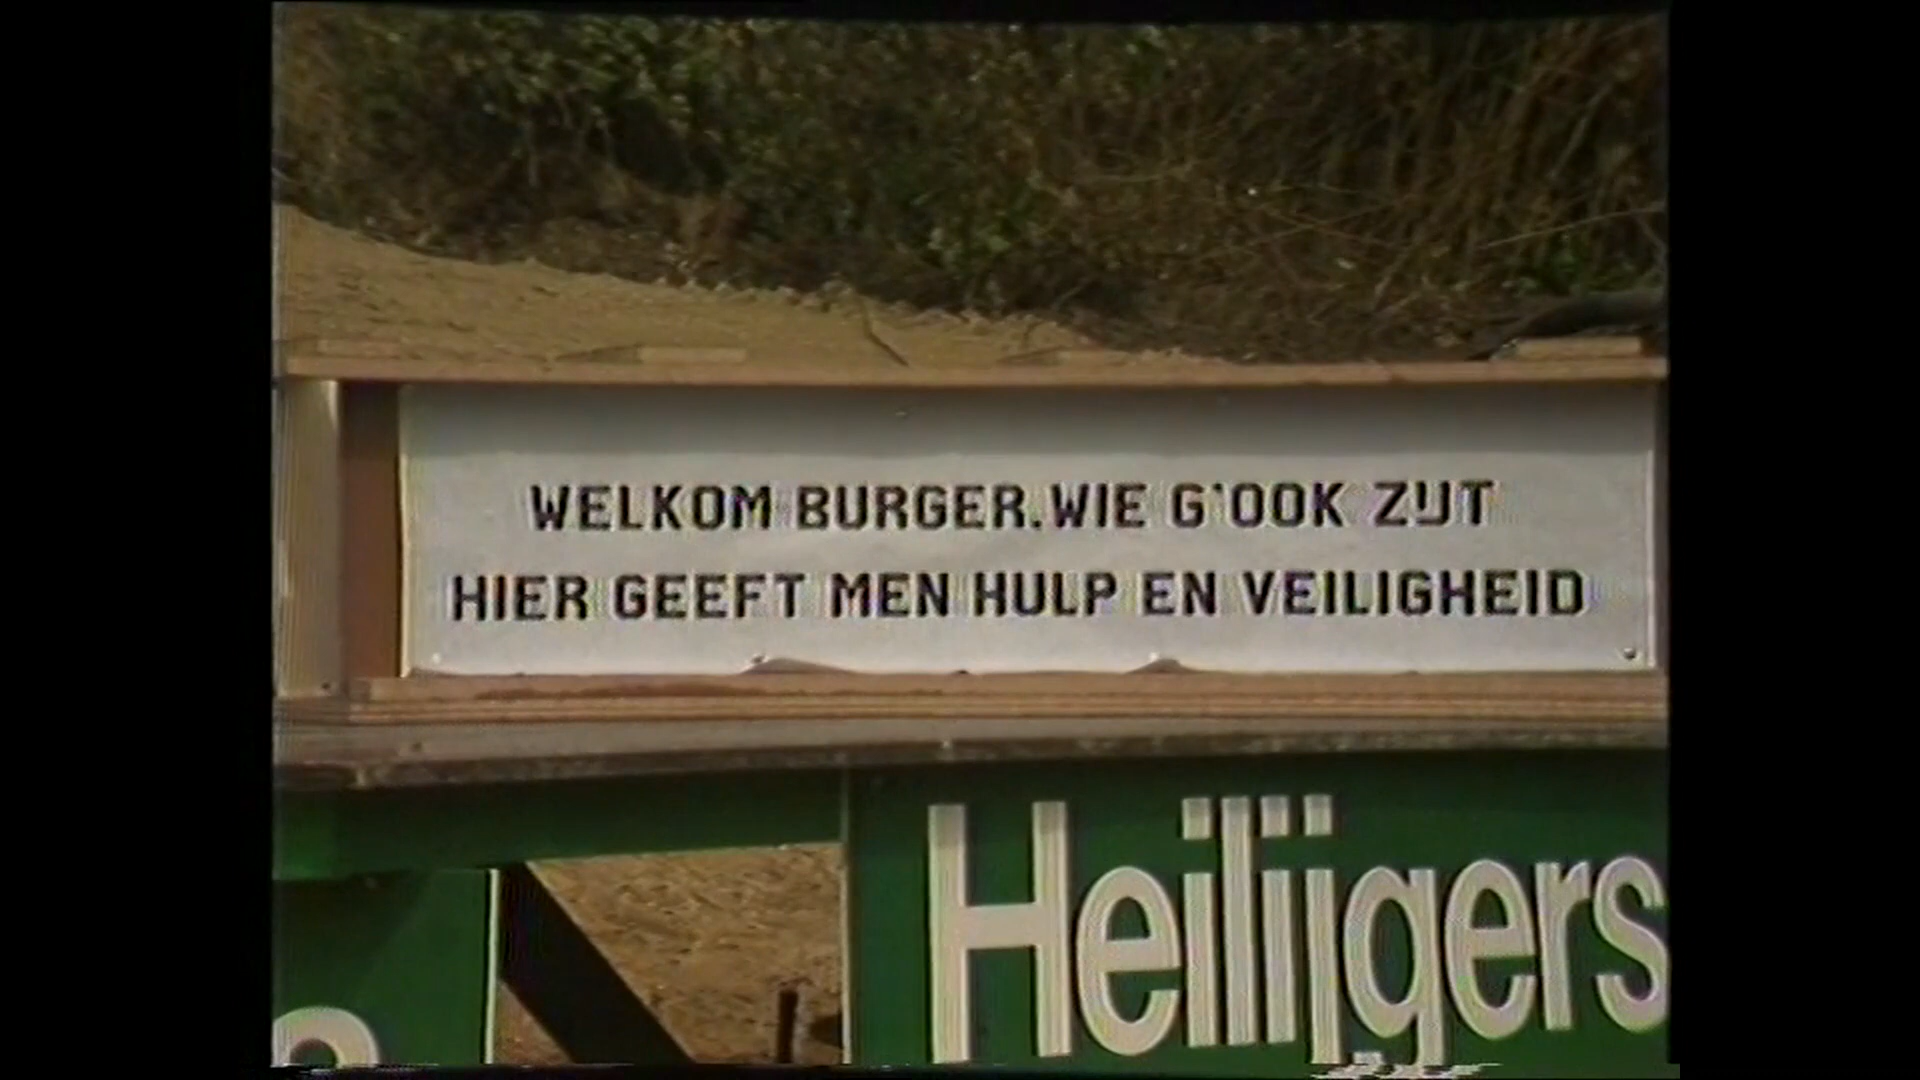 WELKOM BURGER. WIE G'OOK ZIJT
HIER GEEFT MEN HULP EN VEILIGHEID
Heilijgers